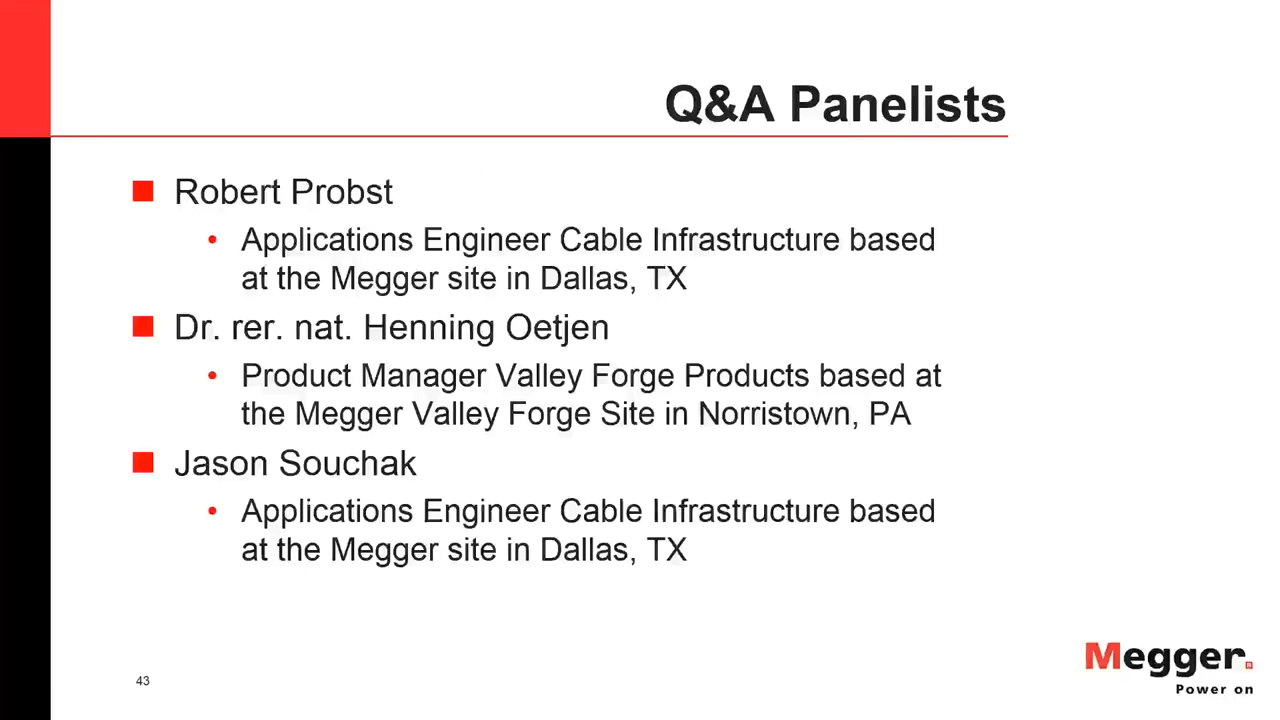 Q&A Panelists
Robert Probst
• Applications Engineer Cable Infrastructure based
at the Megger site in Dallas, TX
Dr. rer. nat. Henning Oetjen
• Product Manager Valley Forge Products based at
the Megger Valley Forge Site in Norristown, PA
Jason Souchak
• Applications Engineer Cable Infrastructure based
at the Megger site in Dallas, TX
43
Megger®
Power on